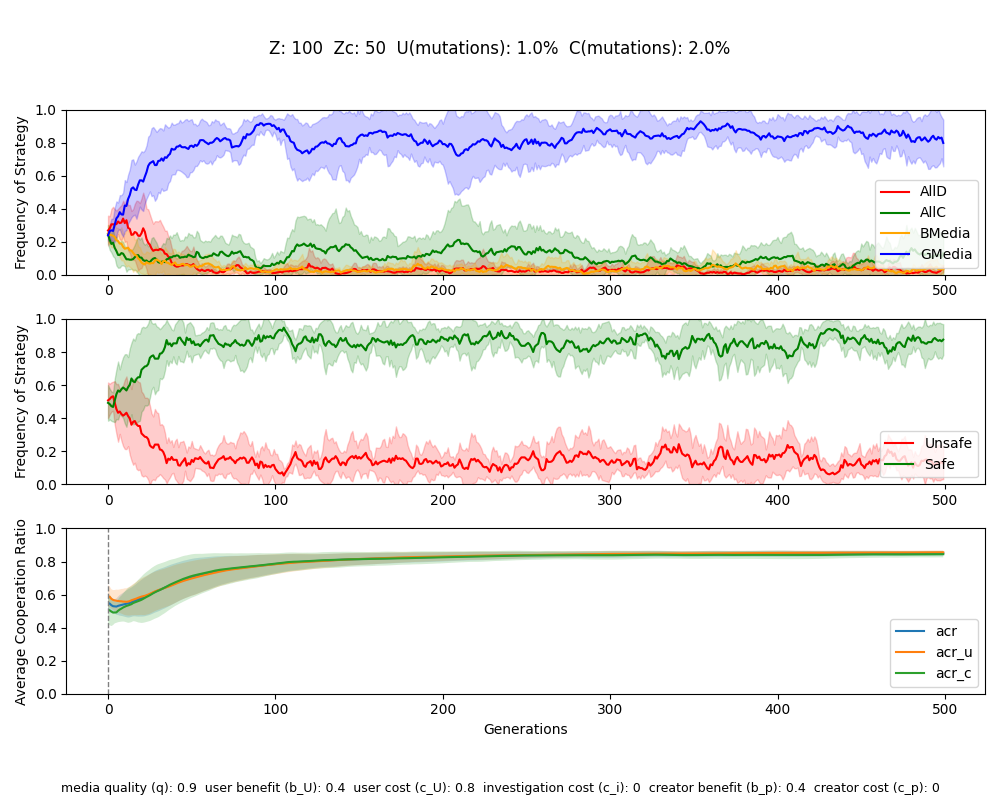 Z: 100  Zc: 50  U(mutations): 1.0%  C(mutations): 2.0%
Frequency of Strategy
1.0
0.8
0.6
0.4
0.2
0.0
AllD
AllC
BMedia
GMedia
0 100 200 300 400 500
Frequency of Strategy
1.0
0.8
0.6
0.4
0.2
0.0
Unsafe
Safe
0 100 200 300 400 500
Average Cooperation Ratio
1.0
0.8
0.6
0.4
0.2
0.0
acr
acr_u
acr_c
0 100 200 300 400 500
Generations
media quality (q): 0.9  user benefit (b_U): 0.4  user cost (c_U): 0.8  investigation cost (c_i): 0  creator benefit (b_p): 0.4  creator cost (c_p): 0